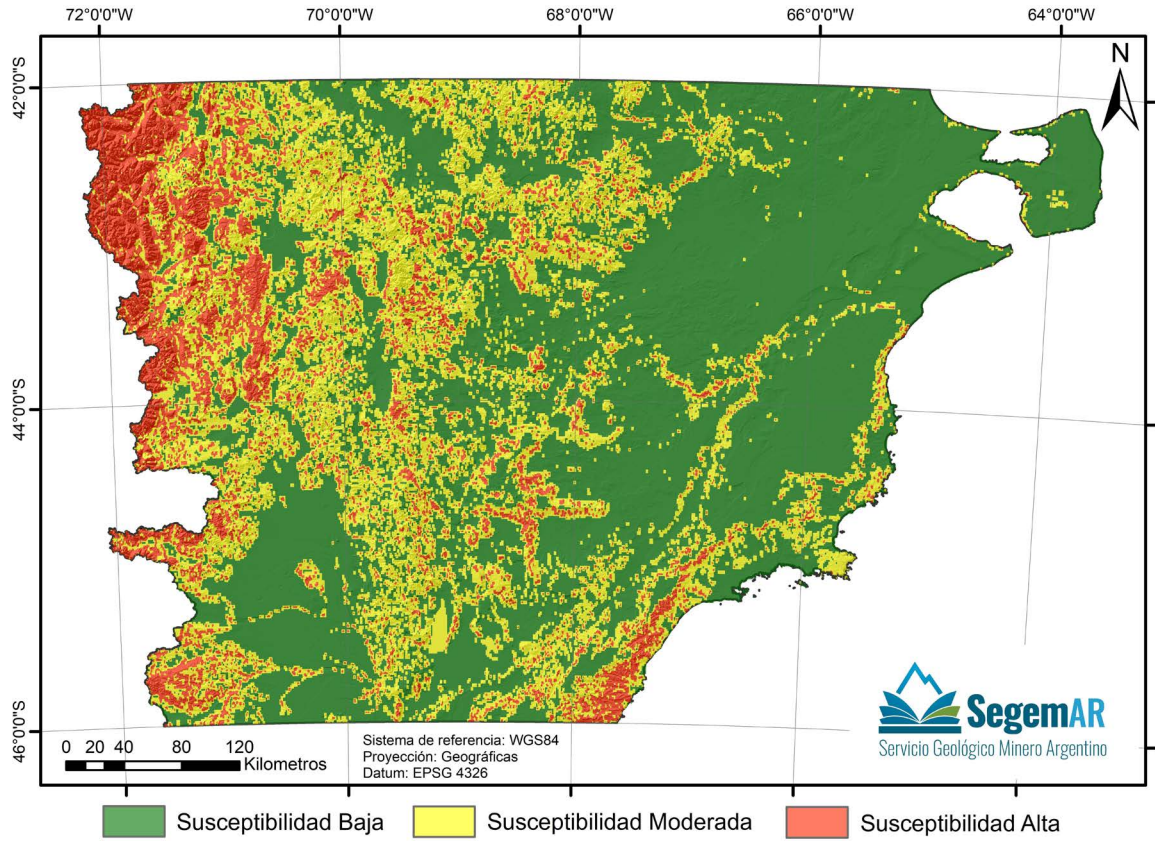 72°0'0"W 70°0'0"W 68°0'0"W 66°0'0"W 64°0'0"W
N
42°0'0"S
44°0'0"S
46°0'0"S
0 20 40 80 120
Kilometros
Sistema de referencia: WGS84
Proyección: Geográficas
Datum: EPSG 4326
SegemAR
Servicio Geológico Minero Argentino
Susceptibilidad Baja Susceptibilidad Moderada Susceptibilidad Alta